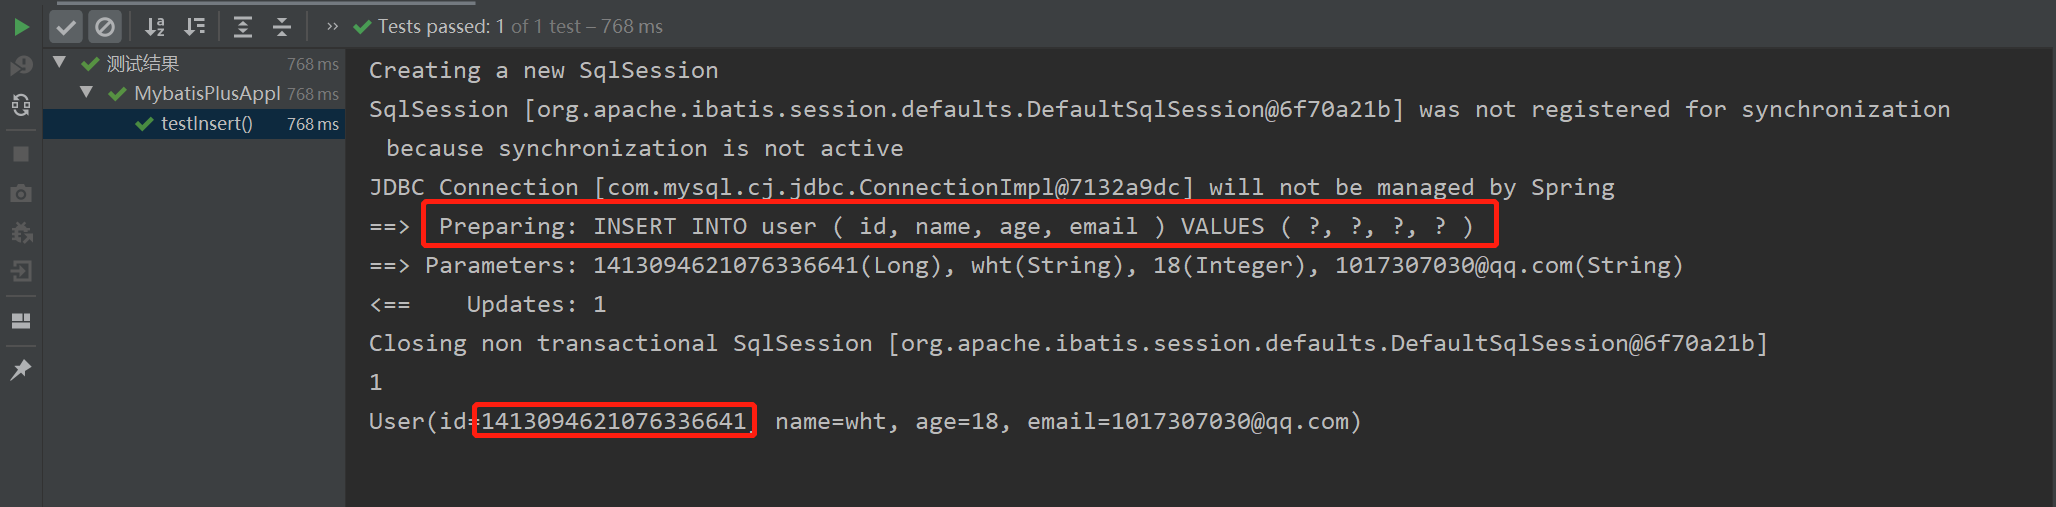 » Tests passed: 1 of 1 test – 768 ms
测试结果 768 ms
MybatisPlusAppl 768 ms
testInsert() 768 ms
Creating a new SqlSession
SqlSession [org.apache.ibatis.session.defaults.DefaultSqlSession@6f70a21b] was not registered for synchronization
because synchronization is not active
JDBC Connection [com.mysql.cj.jdbc.ConnectionImpl@7132a9dc] will not be managed by Spring
==> Preparing: INSERT INTO user ( id, name, age, email ) VALUES ( ?, ?, ?, ? )
==> Parameters: 1413094621076336641(Long), wht(String), 18(Integer), 1017307030@qq.com(String)
<== Updates: 1
Closing non transactional SqlSession [org.apache.ibatis.session.defaults.DefaultSqlSession@6f70a21b]
1
User(id=1413094621076336641, name=wht, age=18, email=1017307030@qq.com)